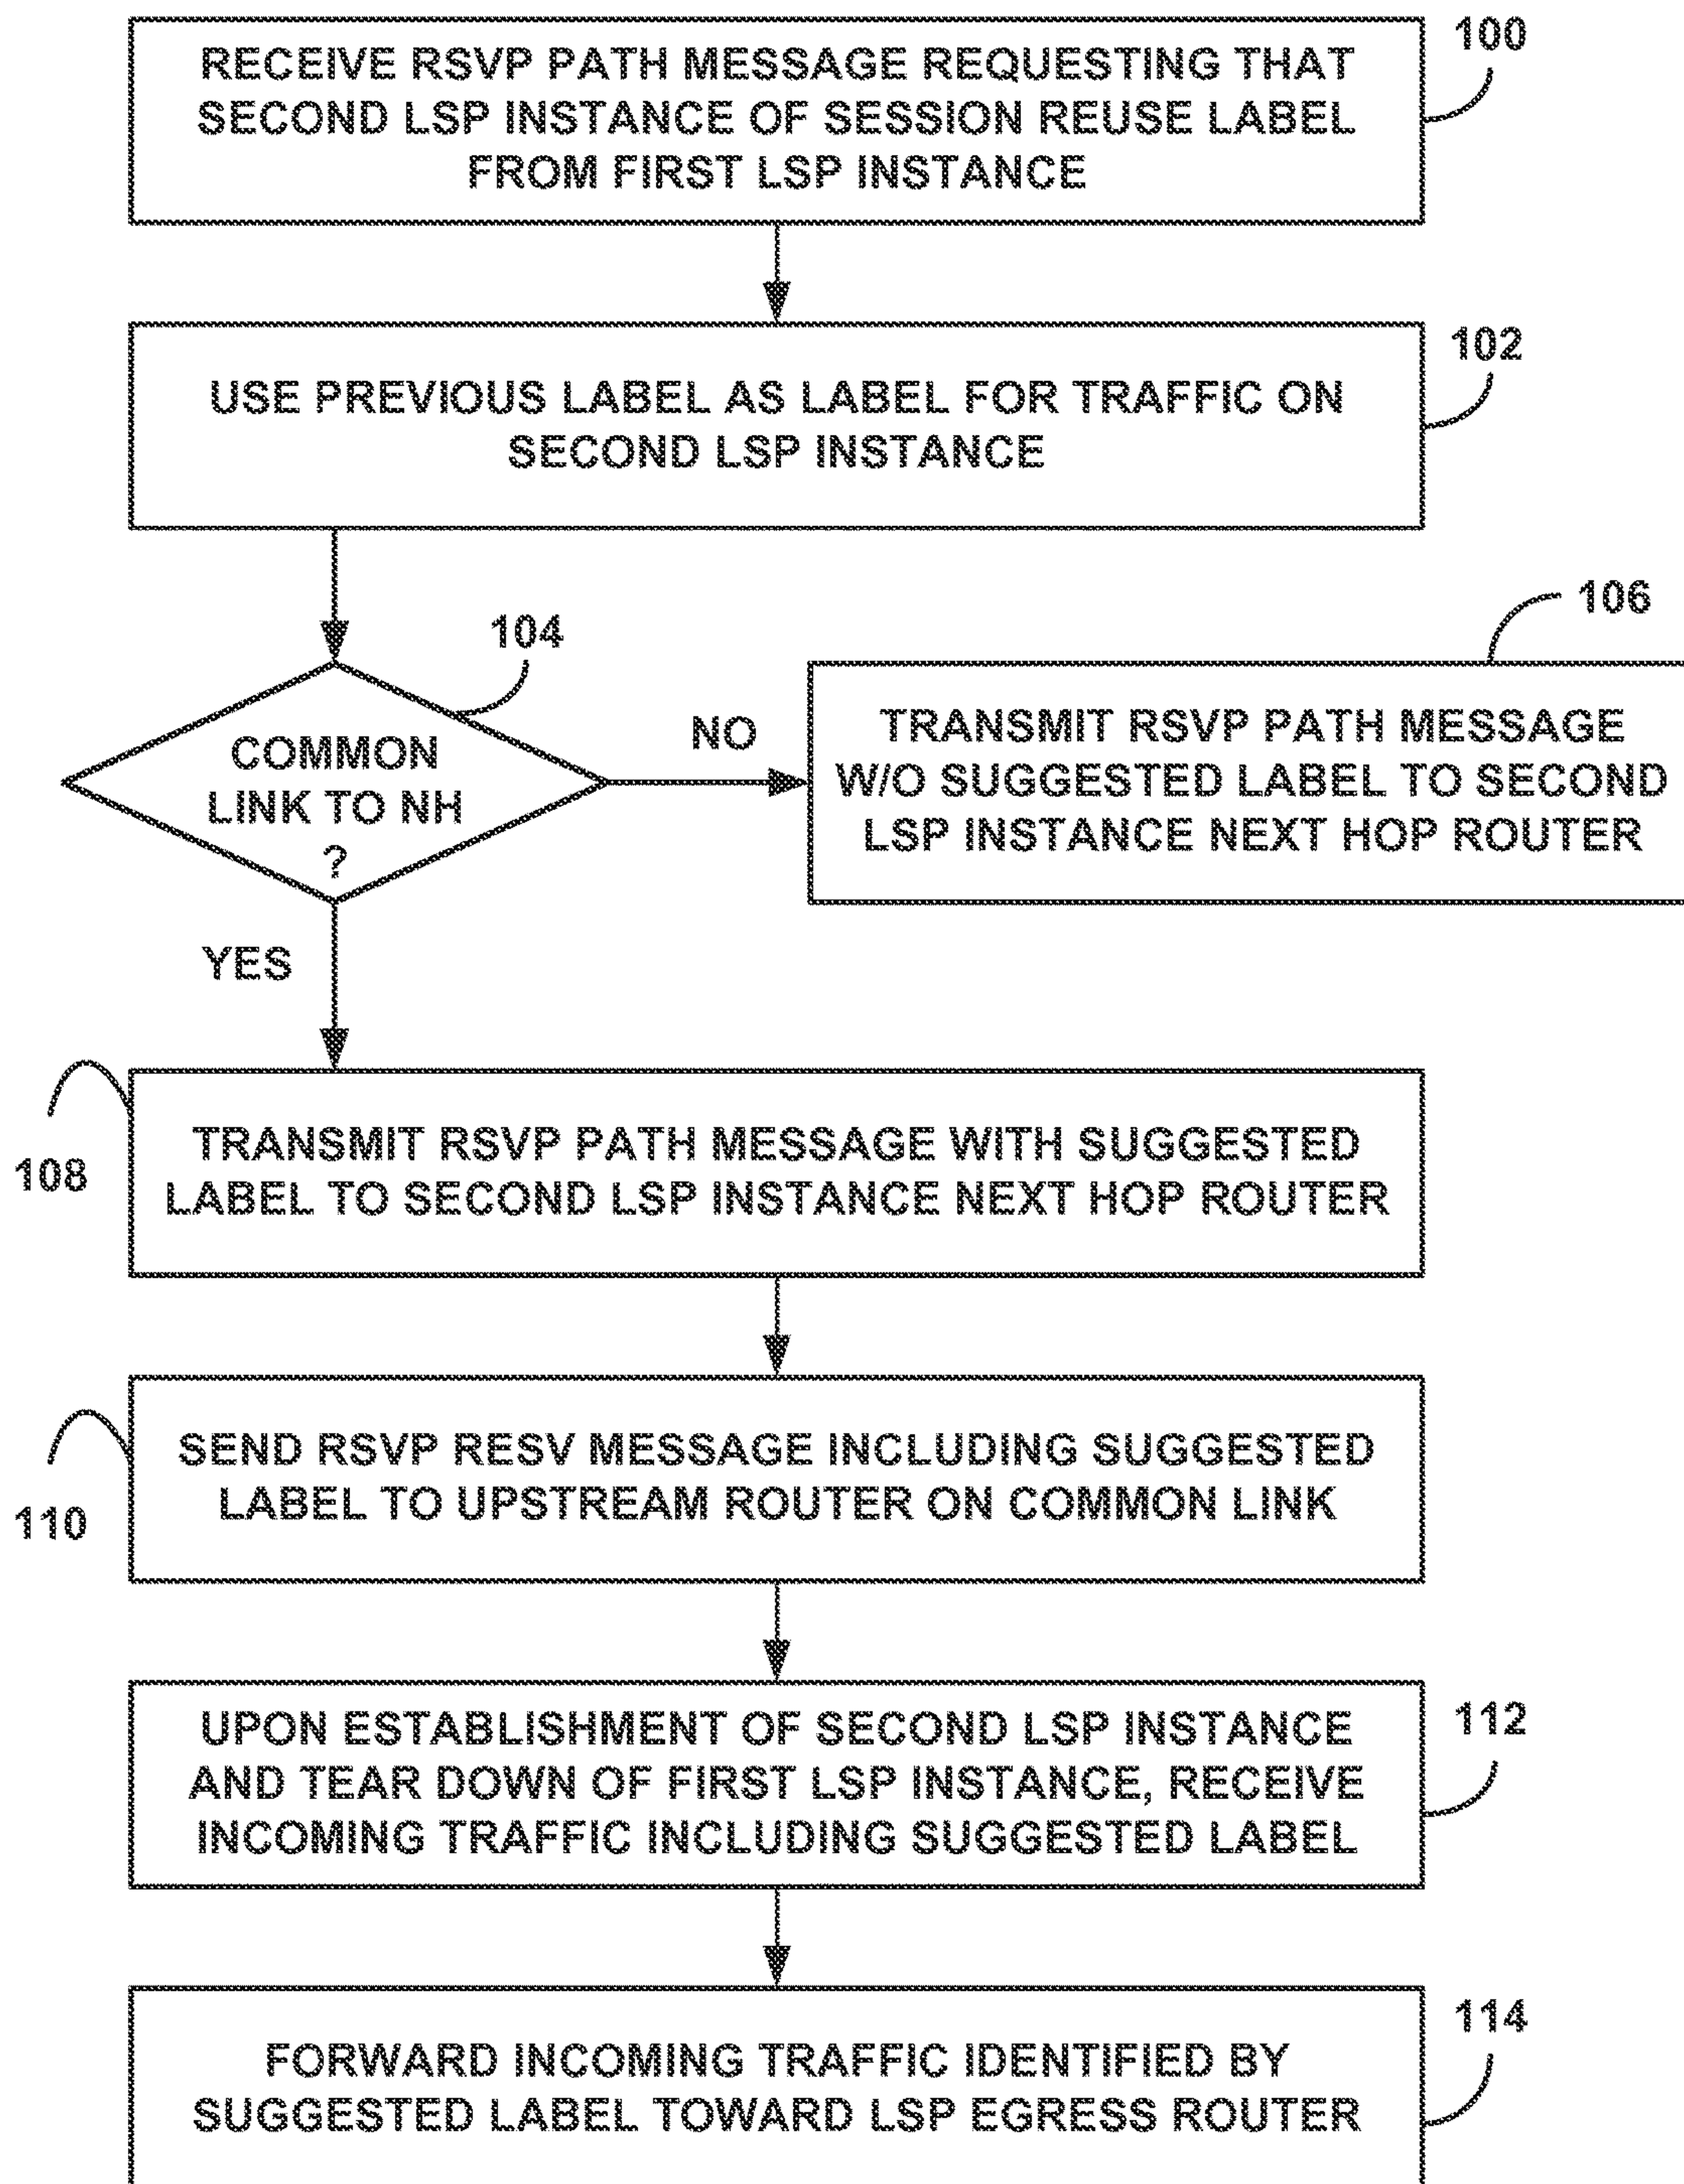 100
RECEIVE RSVP PATH MESSAGE REQUESTING THAT
SECOND LSP INSTANCE OF SESSION REUSE LABEL
FROM FIRST LSP INSTANCE
102
USE PREVIOUS LABEL AS LABEL FOR TRAFFIC ON
SECOND LSP INSTANCE
104
COMMON
LINK TO NH
?
NO
106
TRANSMIT RSVP PATH MESSAGE
W/O SUGGESTED LABEL TO SECOND
LSP INSTANCE NEXT HOP ROUTER
YES
108
TRANSMIT RSVP PATH MESSAGE WITH SUGGESTED
LABEL TO SECOND LSP INSTANCE NEXT HOP ROUTER
110
SEND RSVP RESV MESSAGE INCLUDING SUGGESTED
LABEL TO UPSTREAM ROUTER ON COMMON LINK
112
UPON ESTABLISHMENT OF SECOND LSP INSTANCE
AND TEAR DOWN OF FIRST LSP INSTANCE, RECEIVE
INCOMING TRAFFIC INCLUDING SUGGESTED LABEL
114
FORWARD INCOMING TRAFFIC IDENTIFIED BY
SUGGESTED LABEL TOWARD LSP EGRESS ROUTER